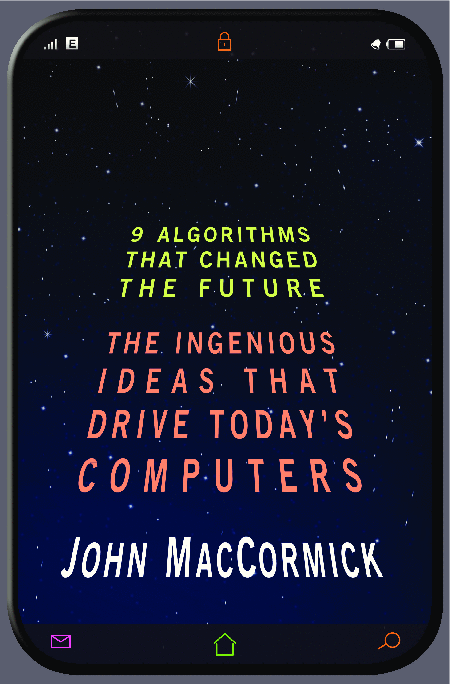 E
9 ALGORITHMS
THAT CHANGED
THE FUTURE
THE INGENIOUS
IDEAS THAT
DRIVE TODAY'S
COMPUTERS
JOHN MACCORMICK